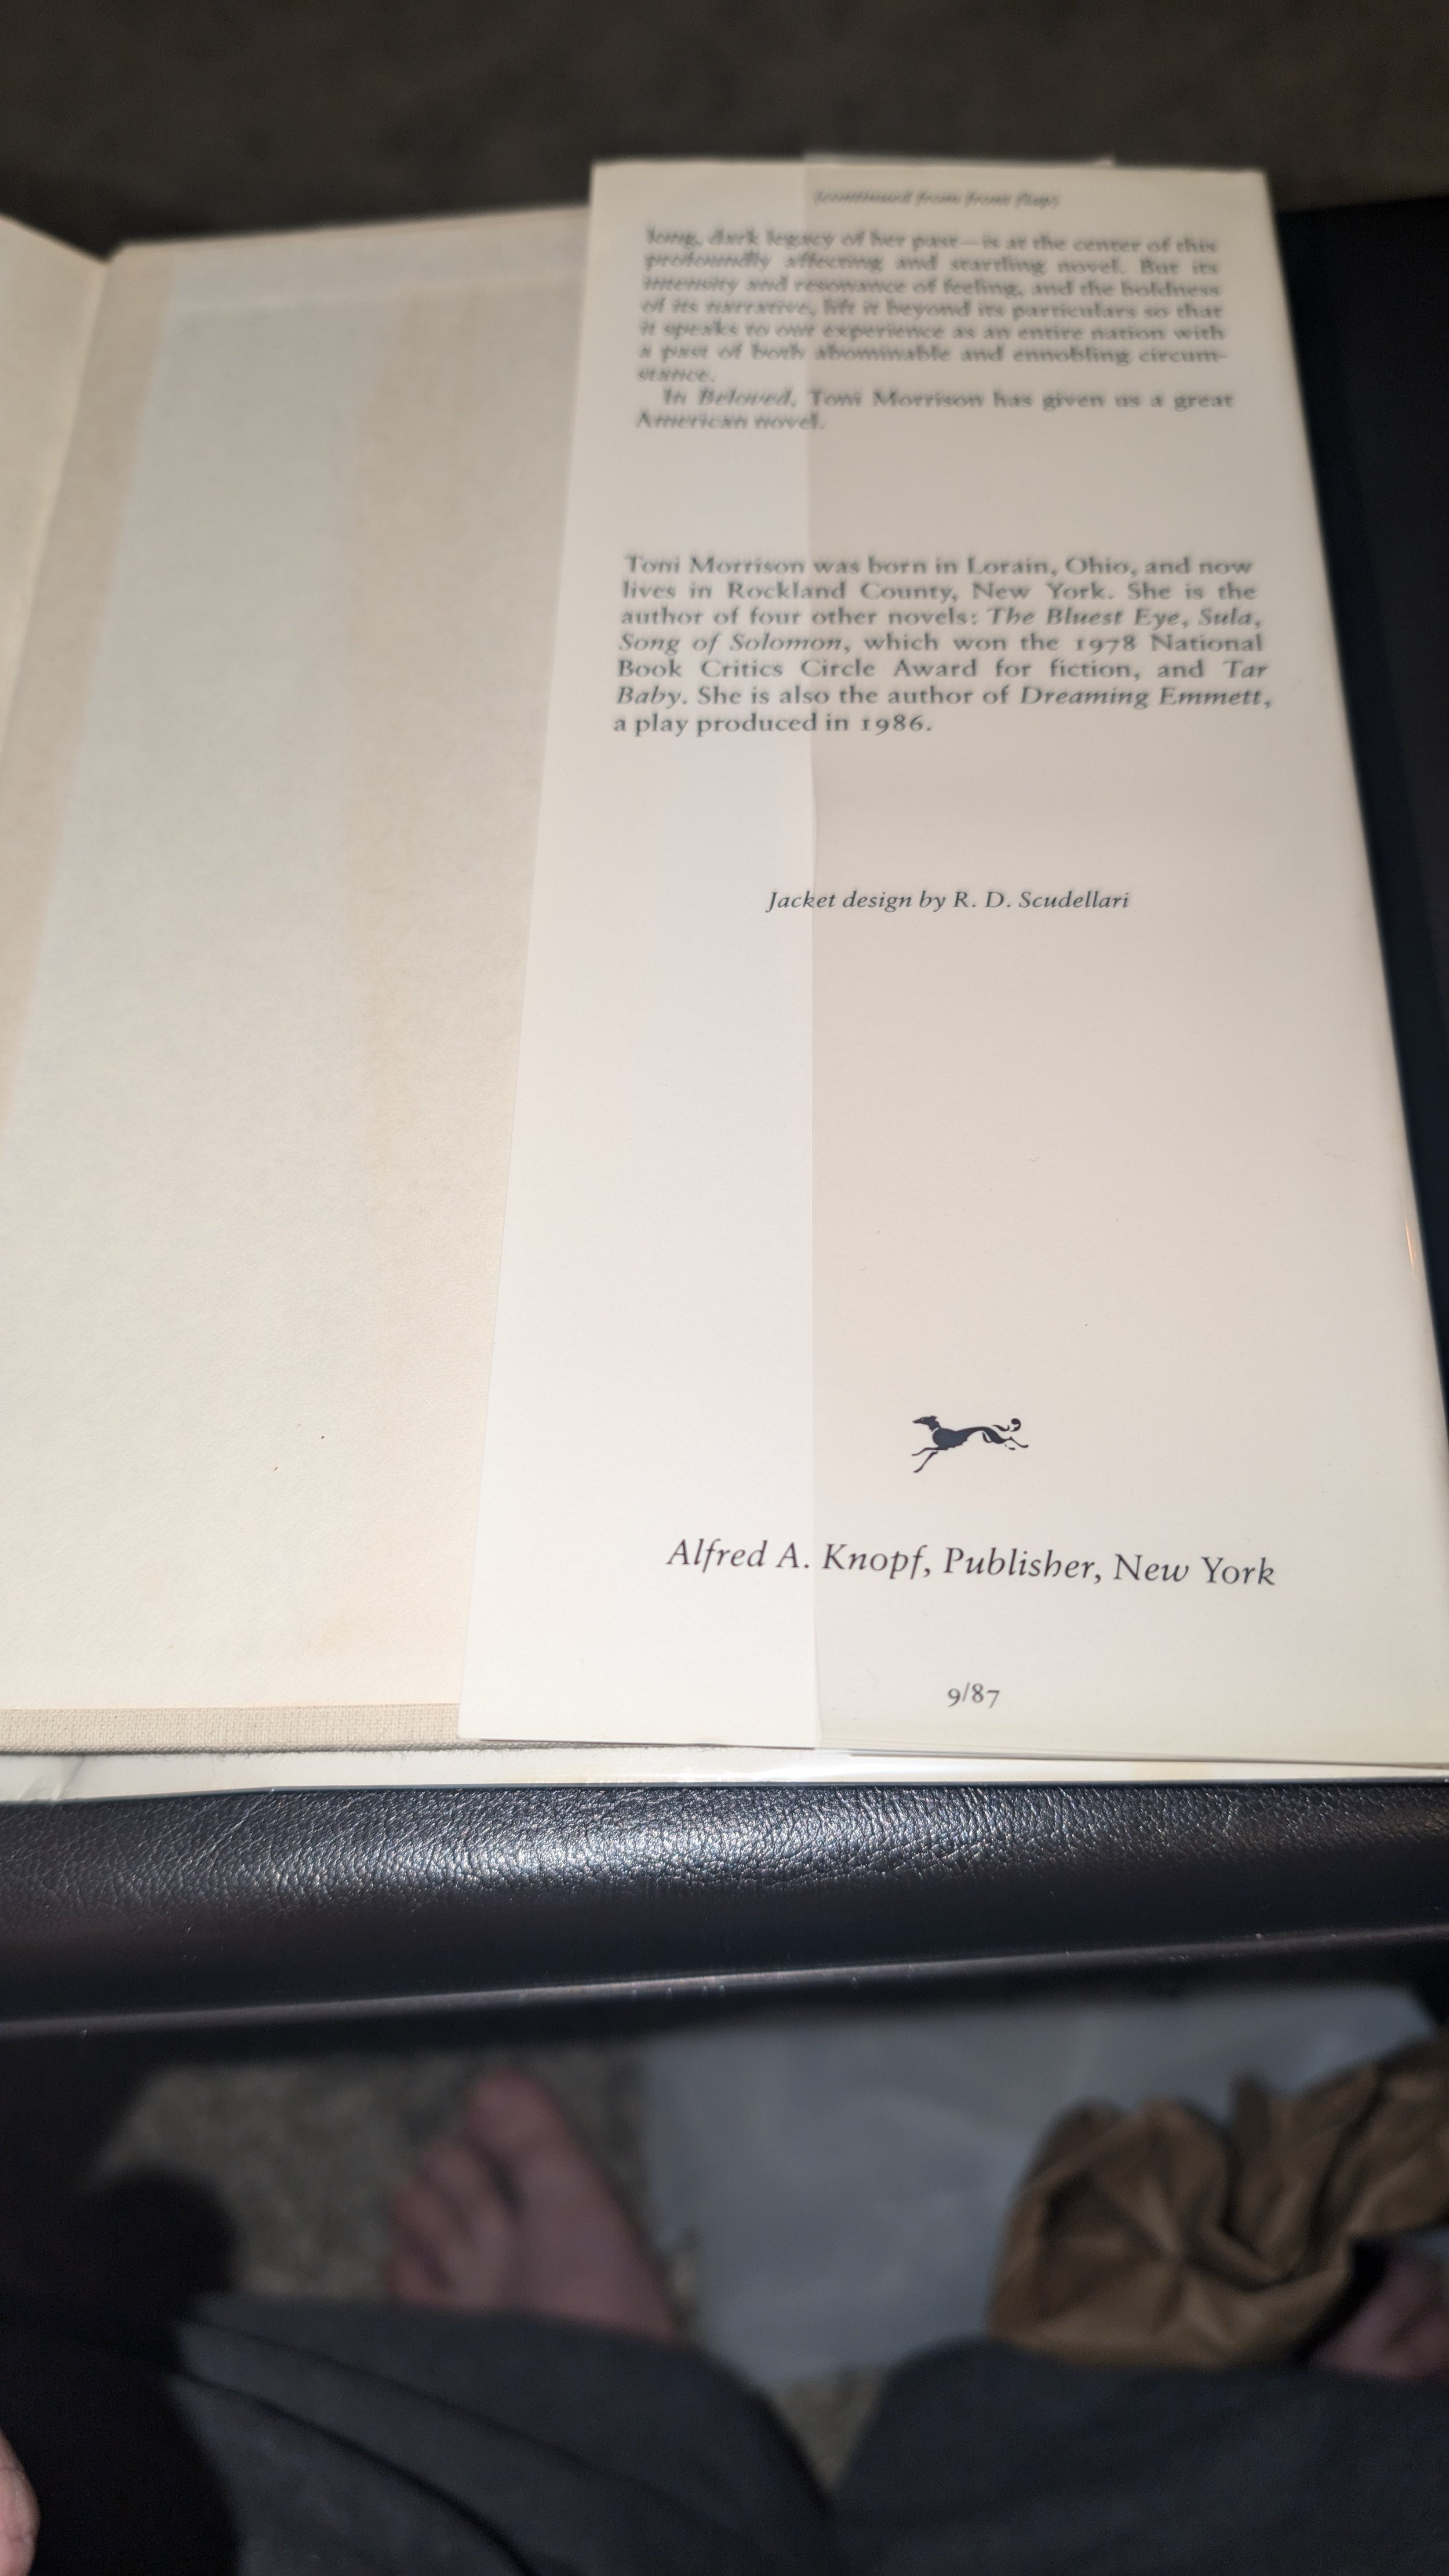 (continued from front flap)
long, dark legacy of her past—is at the center of this
profoundly affecting and startling novel. But its
intensity and resonance of feeling, and the boldness
of its narrative, lift it beyond its particulars so that
it speaks to our experience as an entire nation with
a past of both abominable and ennobling circum-
stance.
In Beloved, Toni Morrison has given us a great
American novel.
Toni Morrison was born in Lorain, Ohio, and now
lives in Rockland County, New York. She is the
author of four other novels: The Bluest Eye, Sula,
Song of Solomon, which won the 1978 National
Book Critics Circle Award for fiction, and Tar
Baby. She is also the author of Dreaming Emmett,
a play produced in 1986.
Jacket design by R. D. Scudellari
Alfred A. Knopf, Publisher, New York
9/87